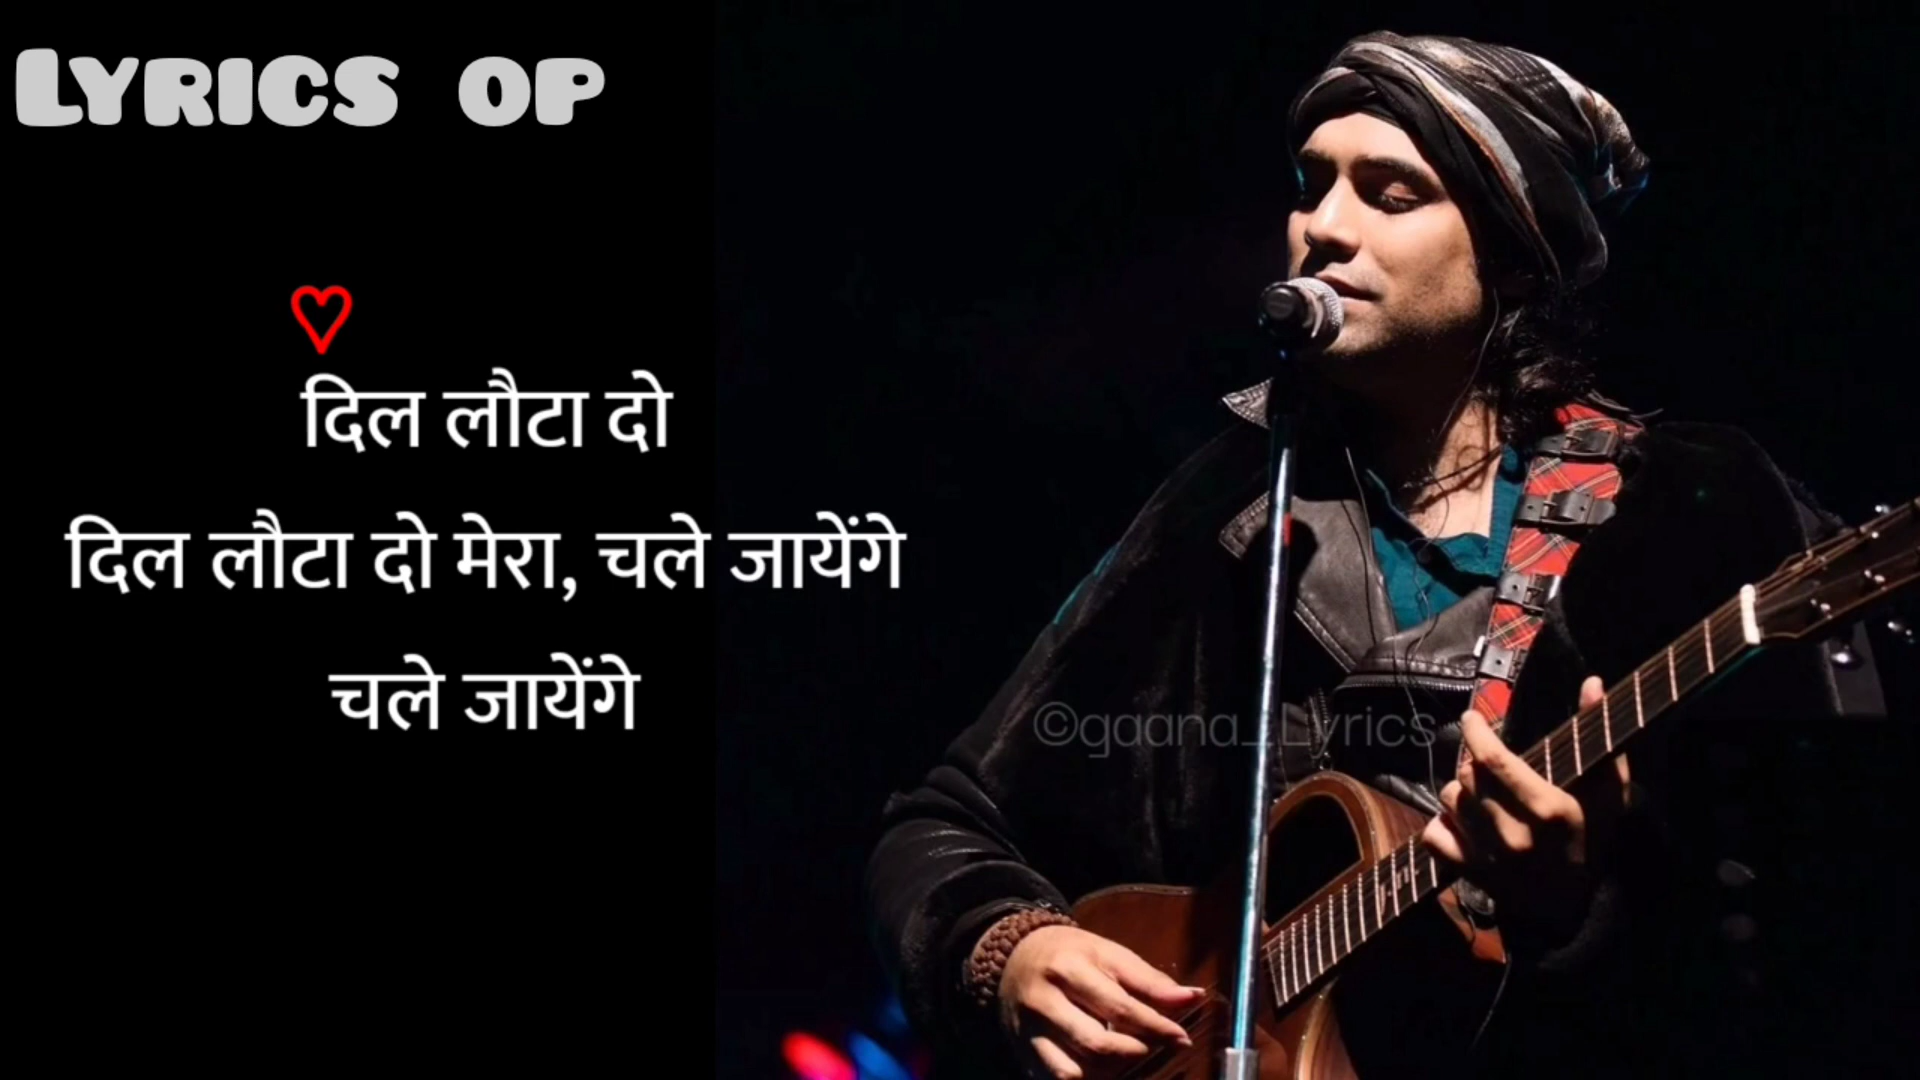 LYRICS OP
दिल लौटा दो
दिल लौटा दो मेरा, चले जायेंगे
चले जायेंगे
©gaana_Lyrics